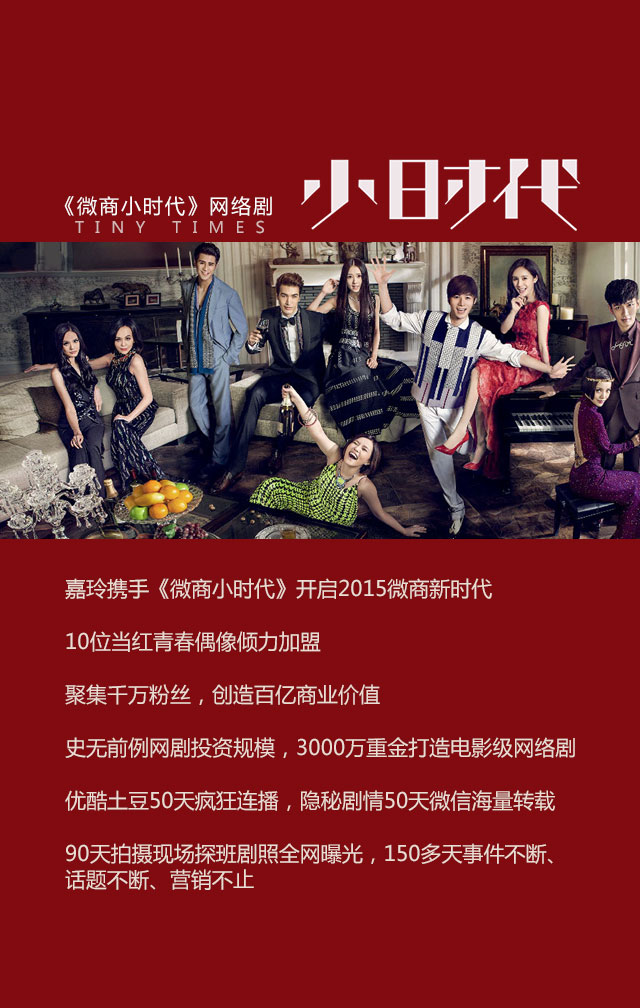 《微商小时代》网络剧
TINY TIMES
小时代
嘉玲携手《微商小时代》开启2015微商新时代
10位当红青春偶像倾力加盟
聚集千万粉丝，创造百亿商业价值
史无前例网剧投资规模，3000万重金打造电影级网络剧
优酷土豆50天疯狂连播，隐秘剧情50天微信海量转载
90天拍摄现场探班剧照全网曝光，150多天事件不断、
话题不断、营销不止